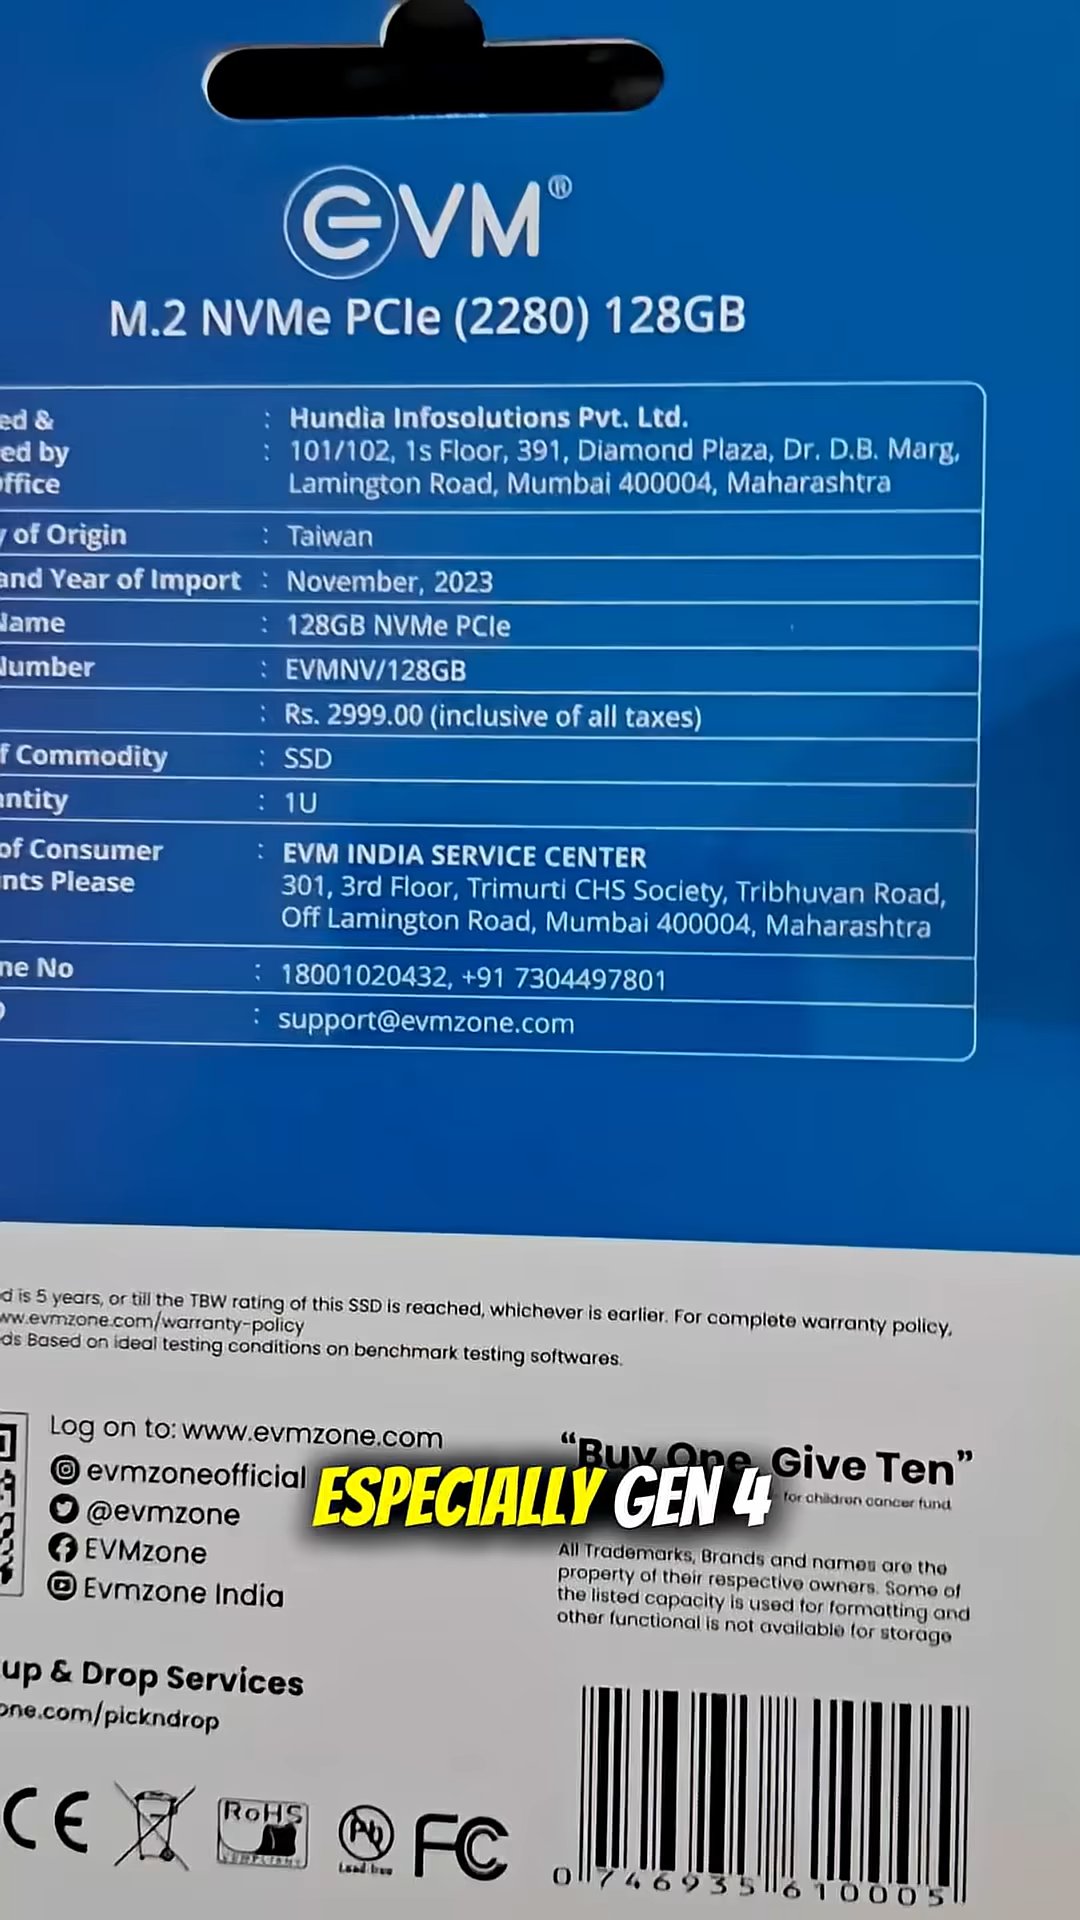 EVM®
M.2 NVMe PCIe (2280) 128GB
ed & : Hundia Infosolutions Pvt. Ltd.
ed by : 101/102, 1s Floor, 391, Diamond Plaza, Dr. D.B. Marg,
ffice Lamington Road, Mumbai 400004, Maharashtra
y of Origin : Taiwan
and Year of Import : November, 2023
Name : 128GB NVMe PCIe
Number : EVMNV/128GB
: Rs. 2999.00 (inclusive of all taxes)
f Commodity : SSD
antity : 1U
of Consumer : EVM INDIA SERVICE CENTER
nts Please 301, 3rd Floor, Trimurti CHS Society, Tribhuvan Road,
Off Lamington Road, Mumbai 400004, Maharashtra
ne No : 18001020432, +91 7304497801
: support@evmzone.com
d is 5 years, or till the TBW rating of this SSD is reached, whichever is earlier. For complete warranty policy,
ww.evmzone.com/warranty-policy
ds Based on ideal testing conditions on benchmark testing softwares.
Log on to: www.evmzone.com
evmzoneofficial
@evmzone
EVMzone
Evmzone India
"Buy One, Give Ten"
for children cancer fund
ESPECIALLY GEN 4
All Trademarks, Brands and names are the
property of their respective owners. Some of
the listed capacity is used for formatting and
other functional is not available for storage
up & Drop Services
one.com/pickndrop
CE
RoHS
COMPLIANT
Pb
Lead free
FC
0 746935 610005